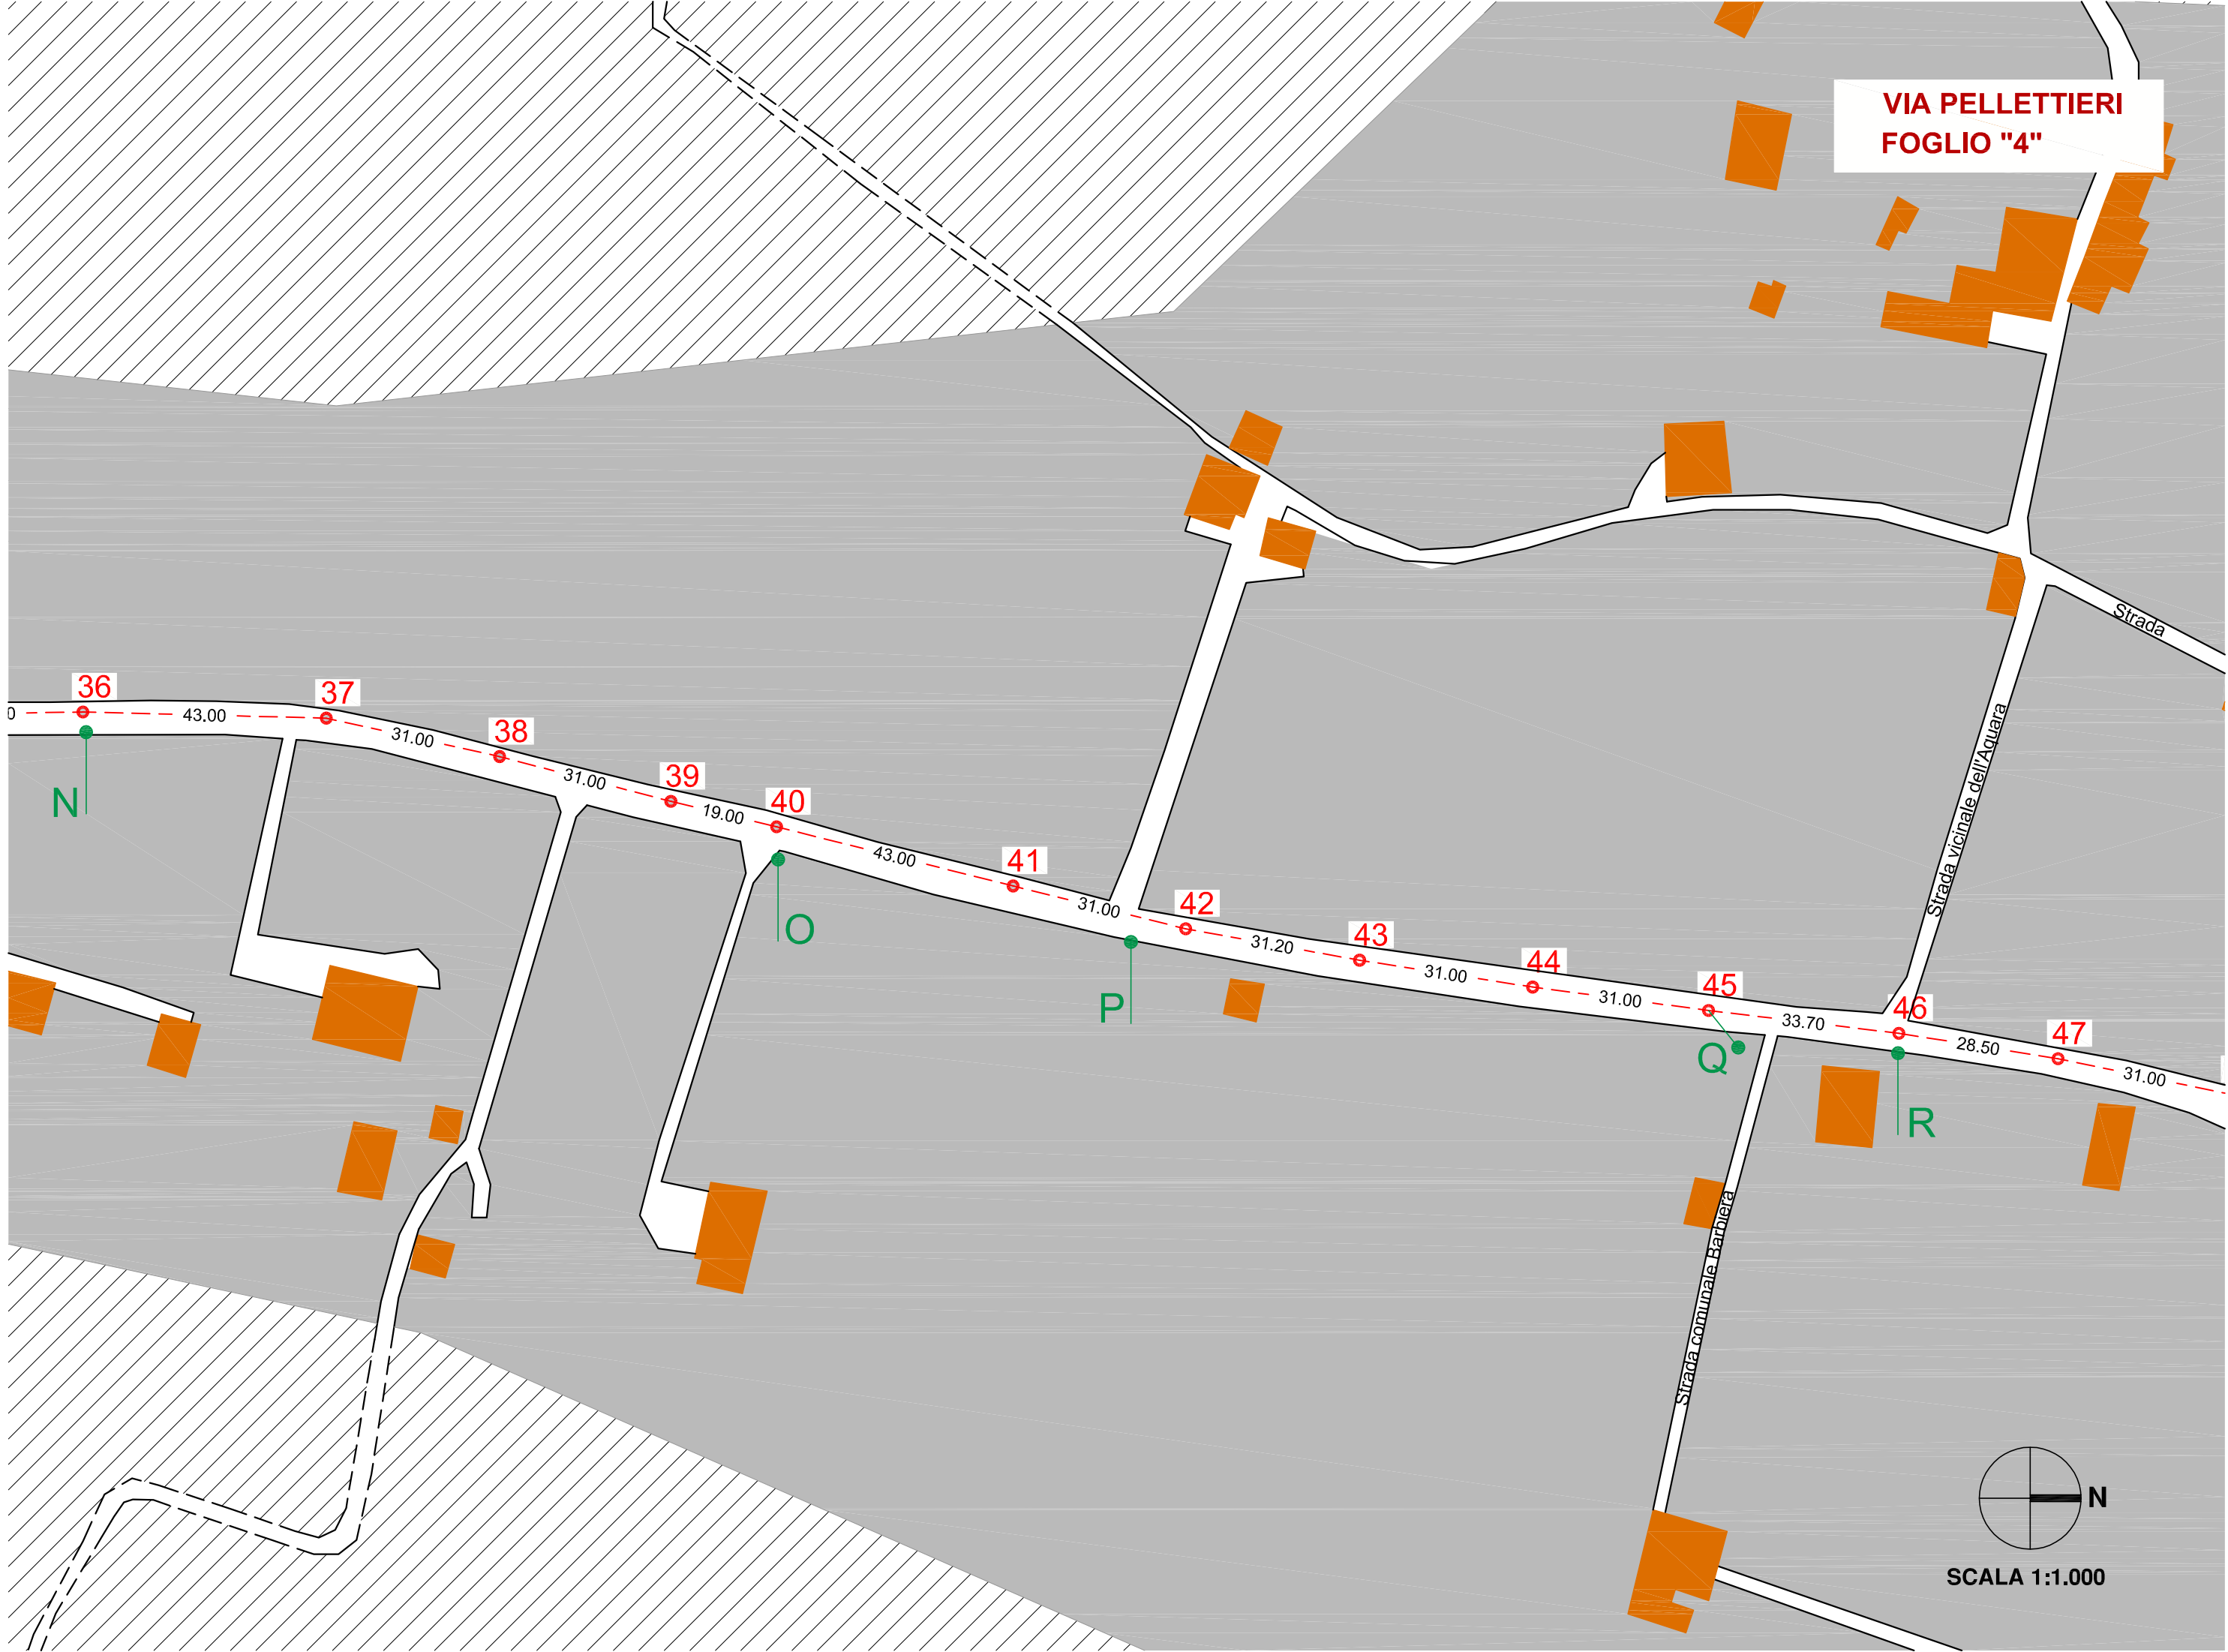 VIA PELLETTIERI
FOGLIO "4"
Strada
Strada vicinale dell'Aquara
36
37
38
39
40
41
42
43
44
45
46
47
0
43.00
31.00
31.00
19.00
43.00
31.00
31.20
31.00
31.00
33.70
28.50
31.00
N
O
P
Q
R
Strada comunale Barbiera
N
SCALA 1:1.000